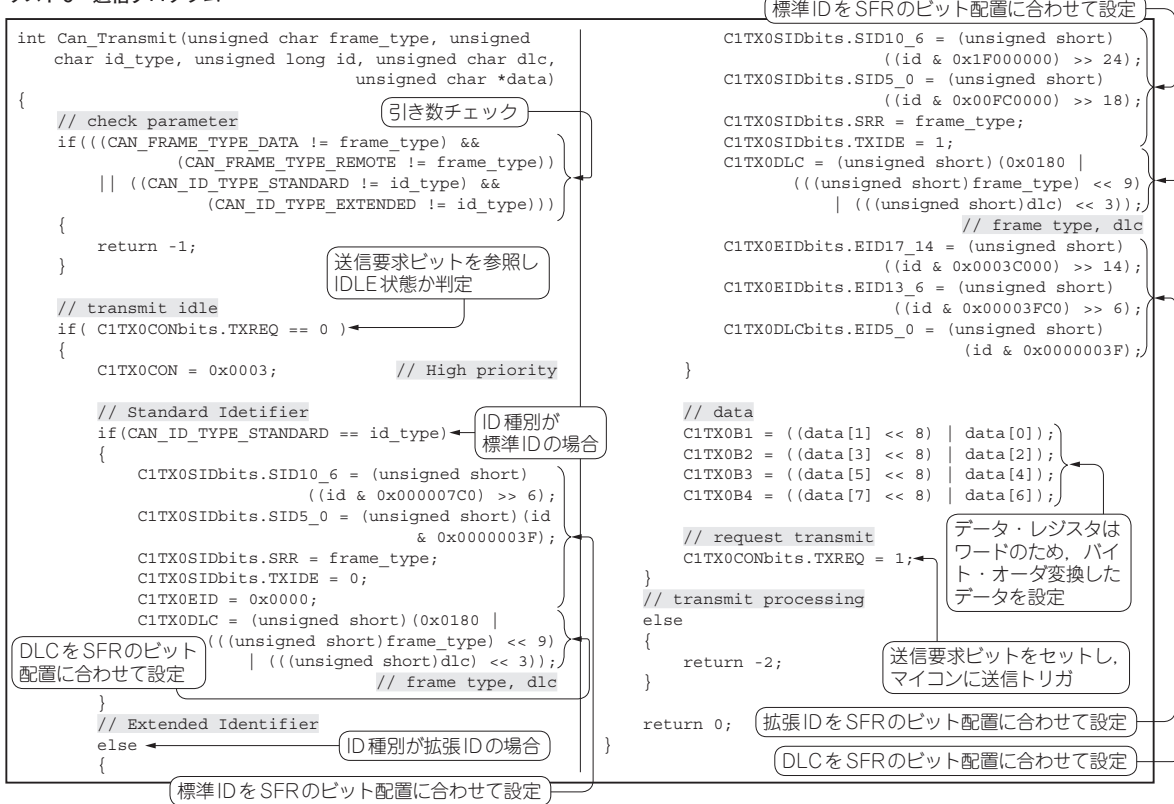 int Can_Transmit(unsigned char frame_type, unsigned
char id_type, unsigned long id, unsigned char dlc,
unsigned char *data)
{
// check parameter
引き数チェック
if(((CAN_FRAME_TYPE_DATA != frame_type) &&
(CAN_FRAME_TYPE_REMOTE != frame_type))
|| ((CAN_ID_TYPE_STANDARD != id_type) &&
(CAN_ID_TYPE_EXTENDED != id_type)))
{
return -1;
}
送信要求ビットを参照し
IDLE状態か判定
// transmit idle
if( C1TX0CONbits.TXREQ == 0 )
{
C1TX0CON = 0x0003; // High priority
// Standard Idetifier
if(CAN_ID_TYPE_STANDARD == id_type)
ID種別が
標準IDの場合
{
C1TX0SIDbits.SID10_6 = (unsigned short)
((id & 0x000007C0) >> 6);
C1TX0SIDbits.SID5_0 = (unsigned short)(id
& 0x0000003F);
C1TX0SIDbits.SRR = frame_type;
C1TX0SIDbits.TXIDE = 0;
C1TX0EID = 0x0000;
C1TX0DLC = (unsigned short)(0x0180 |
(((unsigned short)frame_type) << 9)
| (((unsigned short)dlc) << 3));
// frame type, dlc
DLCをSFRのビット
配置に合わせて設定
}
// Extended Identifier
else
ID種別が拡張IDの場合
{
標準IDをSFRのビット配置に合わせて設定
標準IDをSFRのビット配置に合わせて設定
C1TX0SIDbits.SID10_6 = (unsigned short)
((id & 0x1F000000) >> 24);
C1TX0SIDbits.SID5_0 = (unsigned short)
((id & 0x00FC0000) >> 18);
C1TX0SIDbits.SRR = frame_type;
C1TX0SIDbits.TXIDE = 1;
C1TX0DLC = (unsigned short)(0x0180 |
(((unsigned short)frame_type) << 9)
| (((unsigned short)dlc) << 3));
// frame type, dlc
C1TX0EIDbits.EID17_14 = (unsigned short)
((id & 0x0003C000) >> 14);
C1TX0EIDbits.EID13_6 = (unsigned short)
((id & 0x00003FC0) >> 6);
C1TX0DLCbits.EID5_0 = (unsigned short)
(id & 0x0000003F);
}
// data
C1TX0B1 = ((data[1] << 8) | data[0]);
C1TX0B2 = ((data[3] << 8) | data[2]);
C1TX0B3 = ((data[5] << 8) | data[4]);
C1TX0B4 = ((data[7] << 8) | data[6]);
データ・レジスタは
ワードのため，バイ
ト・オーダ変換した
データを設定
// request transmit
C1TX0CONbits.TXREQ = 1;
}
// transmit processing
else
{
return -2;
}
送信要求ビットをセットし，
マイコンに送信トリガ
return 0;
拡張IDをSFRのビット配置に合わせて設定
}
DLCをSFRのビット配置に合わせて設定